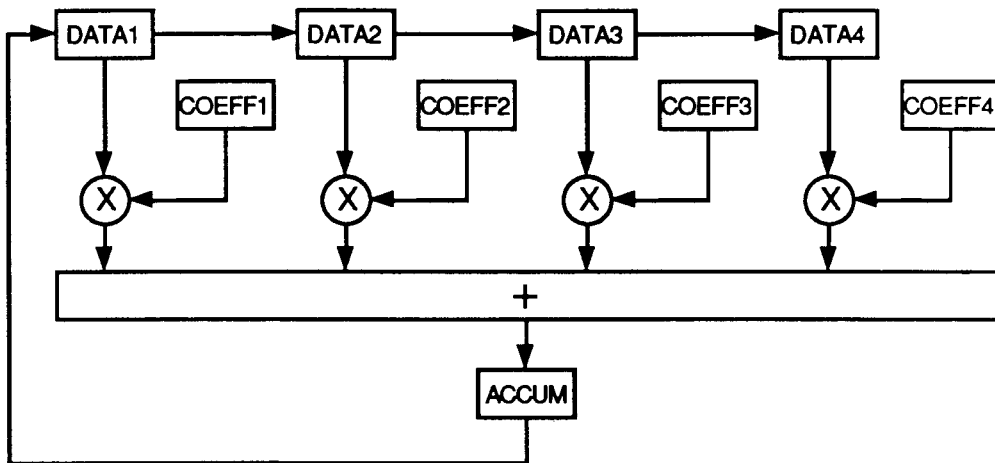 DATA1 DATA2 DATA3 DATA4
COEFF1 COEFF2 COEFF3 COEFF4
X X X X
+
ACCUM